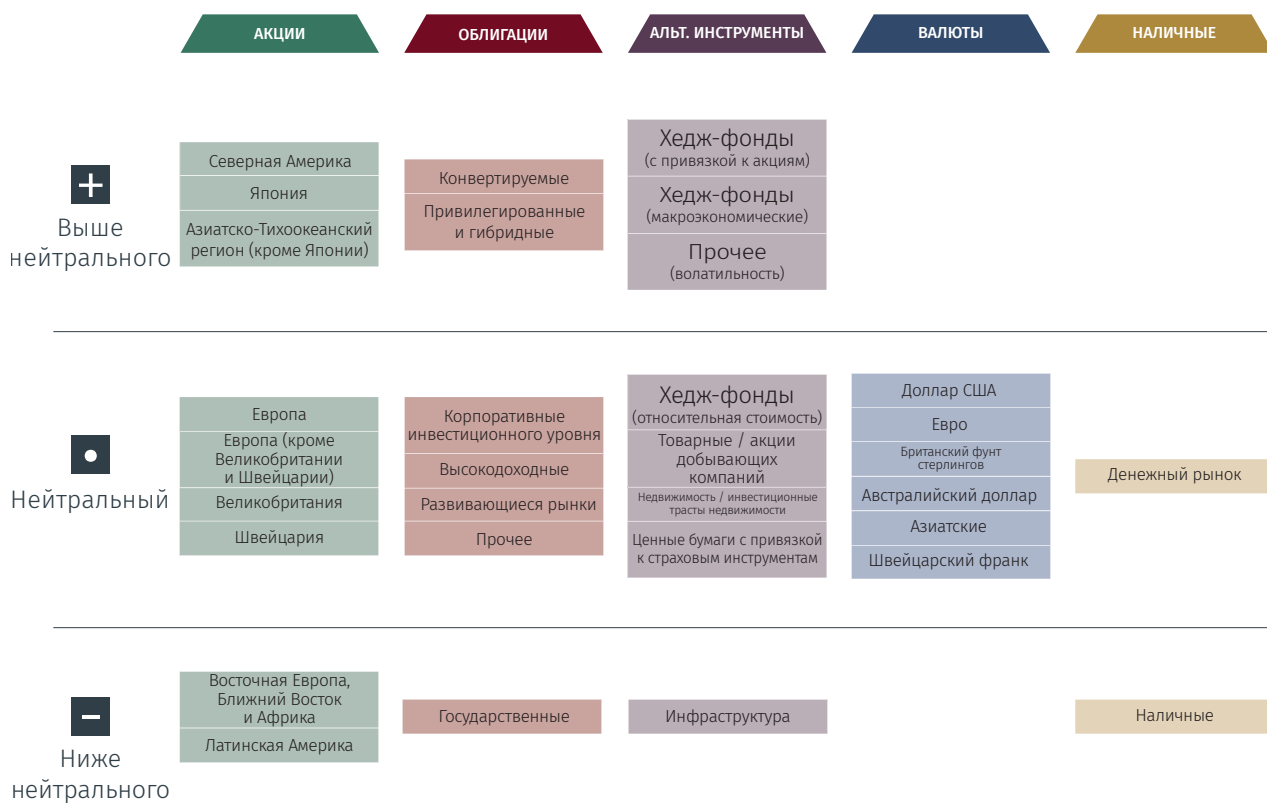 АКЦИИ
ОБЛИГАЦИИ
АЛЬТ. ИНСТРУМЕНТЫ
ВАЛЮТЫ
НАЛИЧНЫЕ
Выше
нейтрального
Северная Америка
Япония
Азиатско-Тихоокеанский
регион (кроме Японии)
Конвертируемые
Привилегированные
и гибридные
Хедж-фонды
(с привязкой к акциям)
Хедж-фонды
(макроэкономические)
Прочее
(волатильность)
Нейтральный
Европа
Европа (кроме
Великобритании
и Швейцарии)
Великобритания
Швейцария
Корпоративные
инвестиционного уровня
Высокодоходные
Развивающиеся рынки
Прочее
Хедж-фонды
(относительная стоимость)
Товарные / акции
добывающих
компаний
Недвижимость / инвестиционные
трасты недвижимости
Ценные бумаги с привязкой
к страховым инструментам
Доллар США
Евро
Британский фунт
стерлингов
Австралийский доллар
Азиатские
Швейцарский франк
Денежный рынок
Ниже
нейтрального
Восточная Европа,
Ближний Восток
и Африка
Латинская Америка
Государственные
Инфраструктура
Наличные